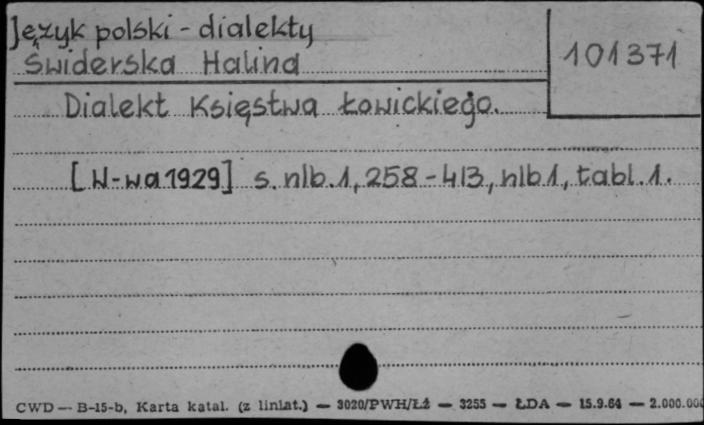 Język polski - dialekty
101371
Świderska Halina
Dialekt Księstwa Łowickiego.
[W-wa 1929] s. nlb. 1, 258-413, nlb 1, tabl. 1.
CWD — B-15-b, Karta katal. (z liniat.) — 3020/PWH/Łź — 3255 — ŁDA — 15.9.64 — 2.000.000